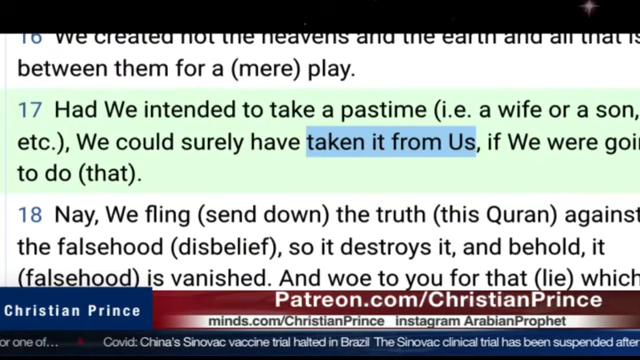 16 We created not the heavens and the earth and all that is
between them for a (mere) play.
17 Had We intended to take a pastime (i.e. a wife or a son,
etc.), We could surely have taken it from Us, if We were goin
to do (that).
18 Nay, We fling (send down) the truth (this Quran) against
the falsehood (disbelief), so it destroys it, and behold, it
(falsehood) is vanished. And woe to you for that (lie) which
Christian Prince
Patreon.com/ChristianPrince
minds.com/ChristianPrince instagram ArabianProphet
or one of... Covid: China's Sinovac vaccine trial halted in Brazil The Sinovac clinical trial has been suspended after